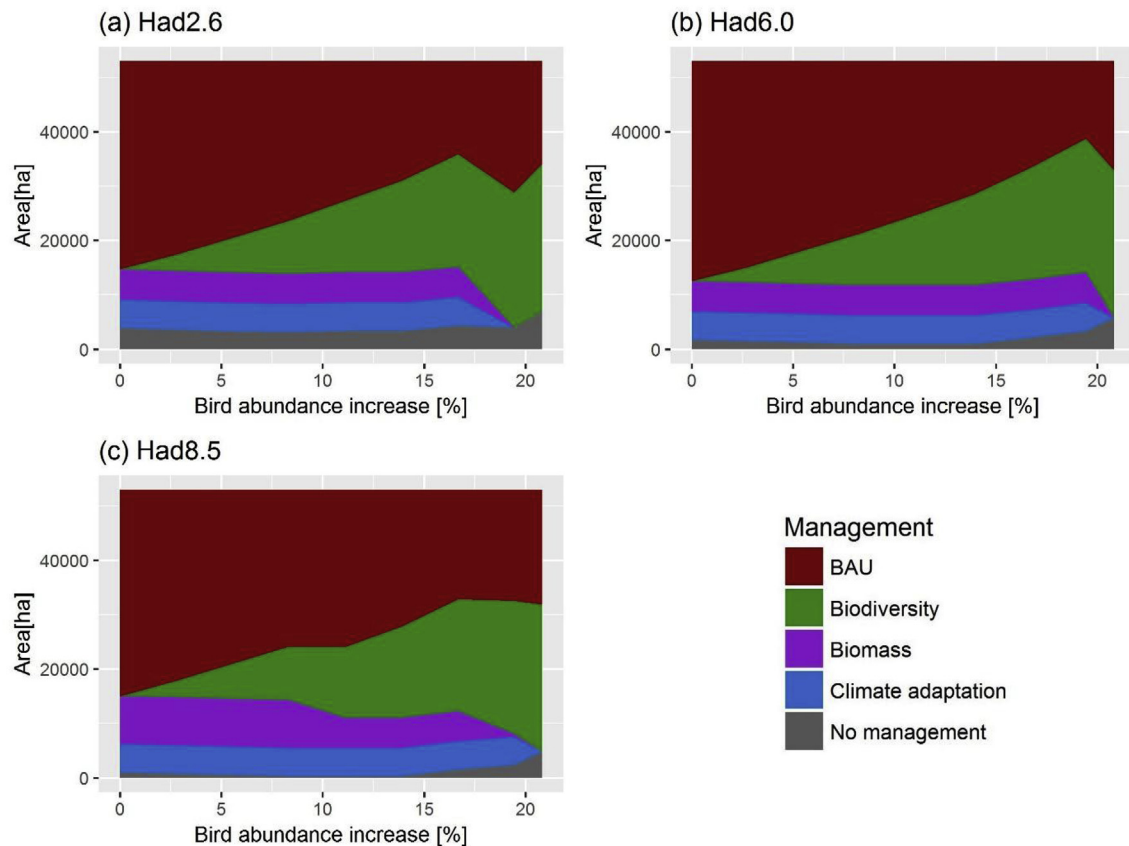 (a) Had2.6
Area[ha]
40000
20000
0
0 5 10 15 20
Bird abundance increase [%]
(b) Had6.0
Area[ha]
40000
20000
0
0 5 10 15 20
Bird abundance increase [%]
(c) Had8.5
Area[ha]
40000
20000
0
0 5 10 15 20
Bird abundance increase [%]
Management
BAU
Biodiversity
Biomass
Climate adaptation
No management